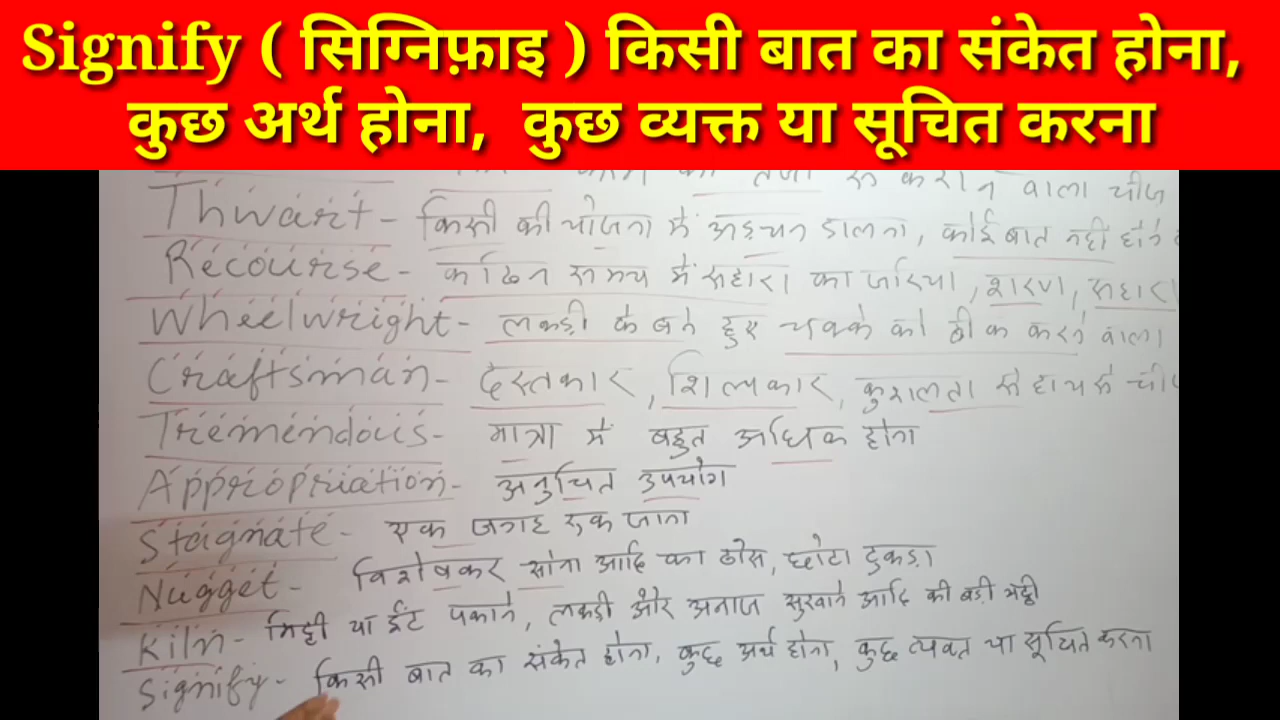 Signify ( सिग्निफ़ाइ ) किसी बात का संकेत होना,
कुछ अर्थ होना, कुछ व्यक्त या सूचित करना
वाला चीज
Thwart - किसी की योजना में अड़चन डालना, कोई बात नहीं होने
Recourse - कठिन समय में सहारा का जरिया, शरण, सहारा
Wheelwright - लकड़ी के बने हुए चक्के को ठीक करने वाला
Craftsman - दस्तकार, शिल्पकार, कुशलता से हाथ से
Tremendous - मात्रा में बहुत अधिक होना
Appropriation - अनुचित उपयोग
Stagnate - एक जगह रुक जाना
Nugget - विशेषकर सोना आदि का ठोस, छोटा टुकड़ा
Kiln - मिट्टी या ईंट पकाने, लकड़ी और अनाज सुखाने आदि की बड़ी भट्ठी
Signify - किसी बात का संकेत होना, कुछ अर्थ होना, कुछ व्यक्त या सूचित करना